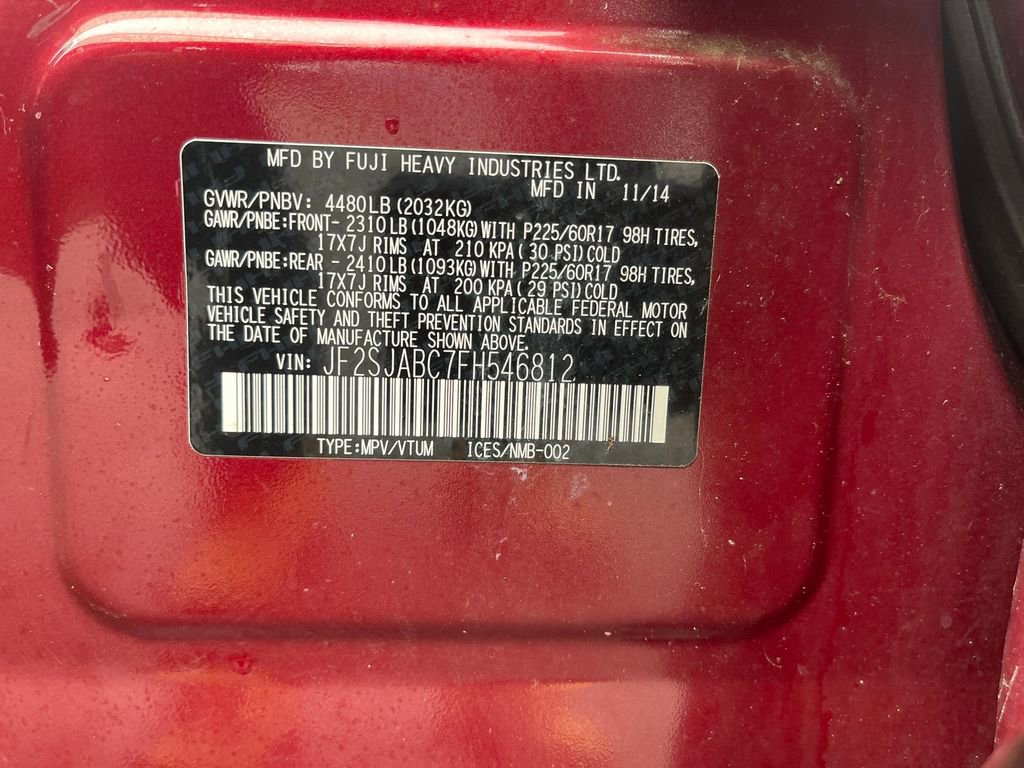 MFD BY FUJI HEAVY INDUSTRIES LTD.
MFD IN 11/14
GVWR/PNBV: 4480LB(2032KG)
GAWR/PNBE:FRONT- 2310LB(1048KG)WITH P225/60R17 98H TIRES,
17X7J RIMS AT 210 KPA(30 PSI)COLD
GAWR/PNBE:REAR - 2410LB(1093KG)WITH P225/60R17 98H TIRES,
17X7J RIMS AT 200 KPA(29 PSI)COLD
THIS VEHICLE CONFORMS TO ALL APPLICABLE FEDERAL MOTOR
VEHICLE SAFETY AND THEFT PREVENTION STANDARDS IN EFFECT ON
THE DATE OF MANUFACTURE SHOWN ABOVE.
VIN: JF2SJABC7FH546812
TYPE:MPV/VTUM ICES/NMB-002